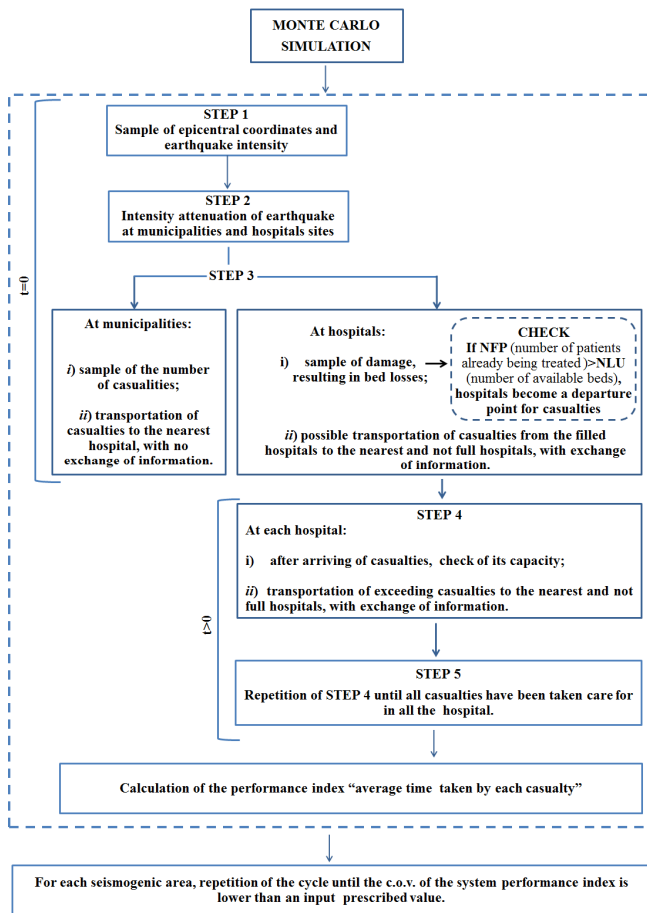 MONTE CARLO
SIMULATION
STEP 1
Sample of epicentral coordinates and
earthquake intensity
STEP 2
Intensity attenuation of earthquake
at municipalities and hospitals sites
t=0
STEP 3
At municipalities:
i) sample of the number
of casualities;
ii) transportation of
casualties to the nearest
hospital, with no
exchange of information.
At hospitals:
i) sample of damage,
resulting in bed losses;
CHECK
If NFP (number of patients
already being treated )>NLU
(number of available beds),
hospitals become a departure
point for casualties
ii) possible transportation of casualties from the filled
hospitals to the nearest and not full hospitals, with exchange
of information.
t>0
STEP 4
At each hospital:
i) after arriving of casualties, check of its capacity;
ii) transportation of exceeding casualties to the nearest and not
full hospitals, with exchange of information.
STEP 5
Repetition of STEP 4 until all casualties have been taken care for
in all the hospital.
Calculation of the performance index “average time taken by each casualty”
For each seismogenic area, repetition of the cycle until the c.o.v. of the system performance index is
lower than an input prescribed value.